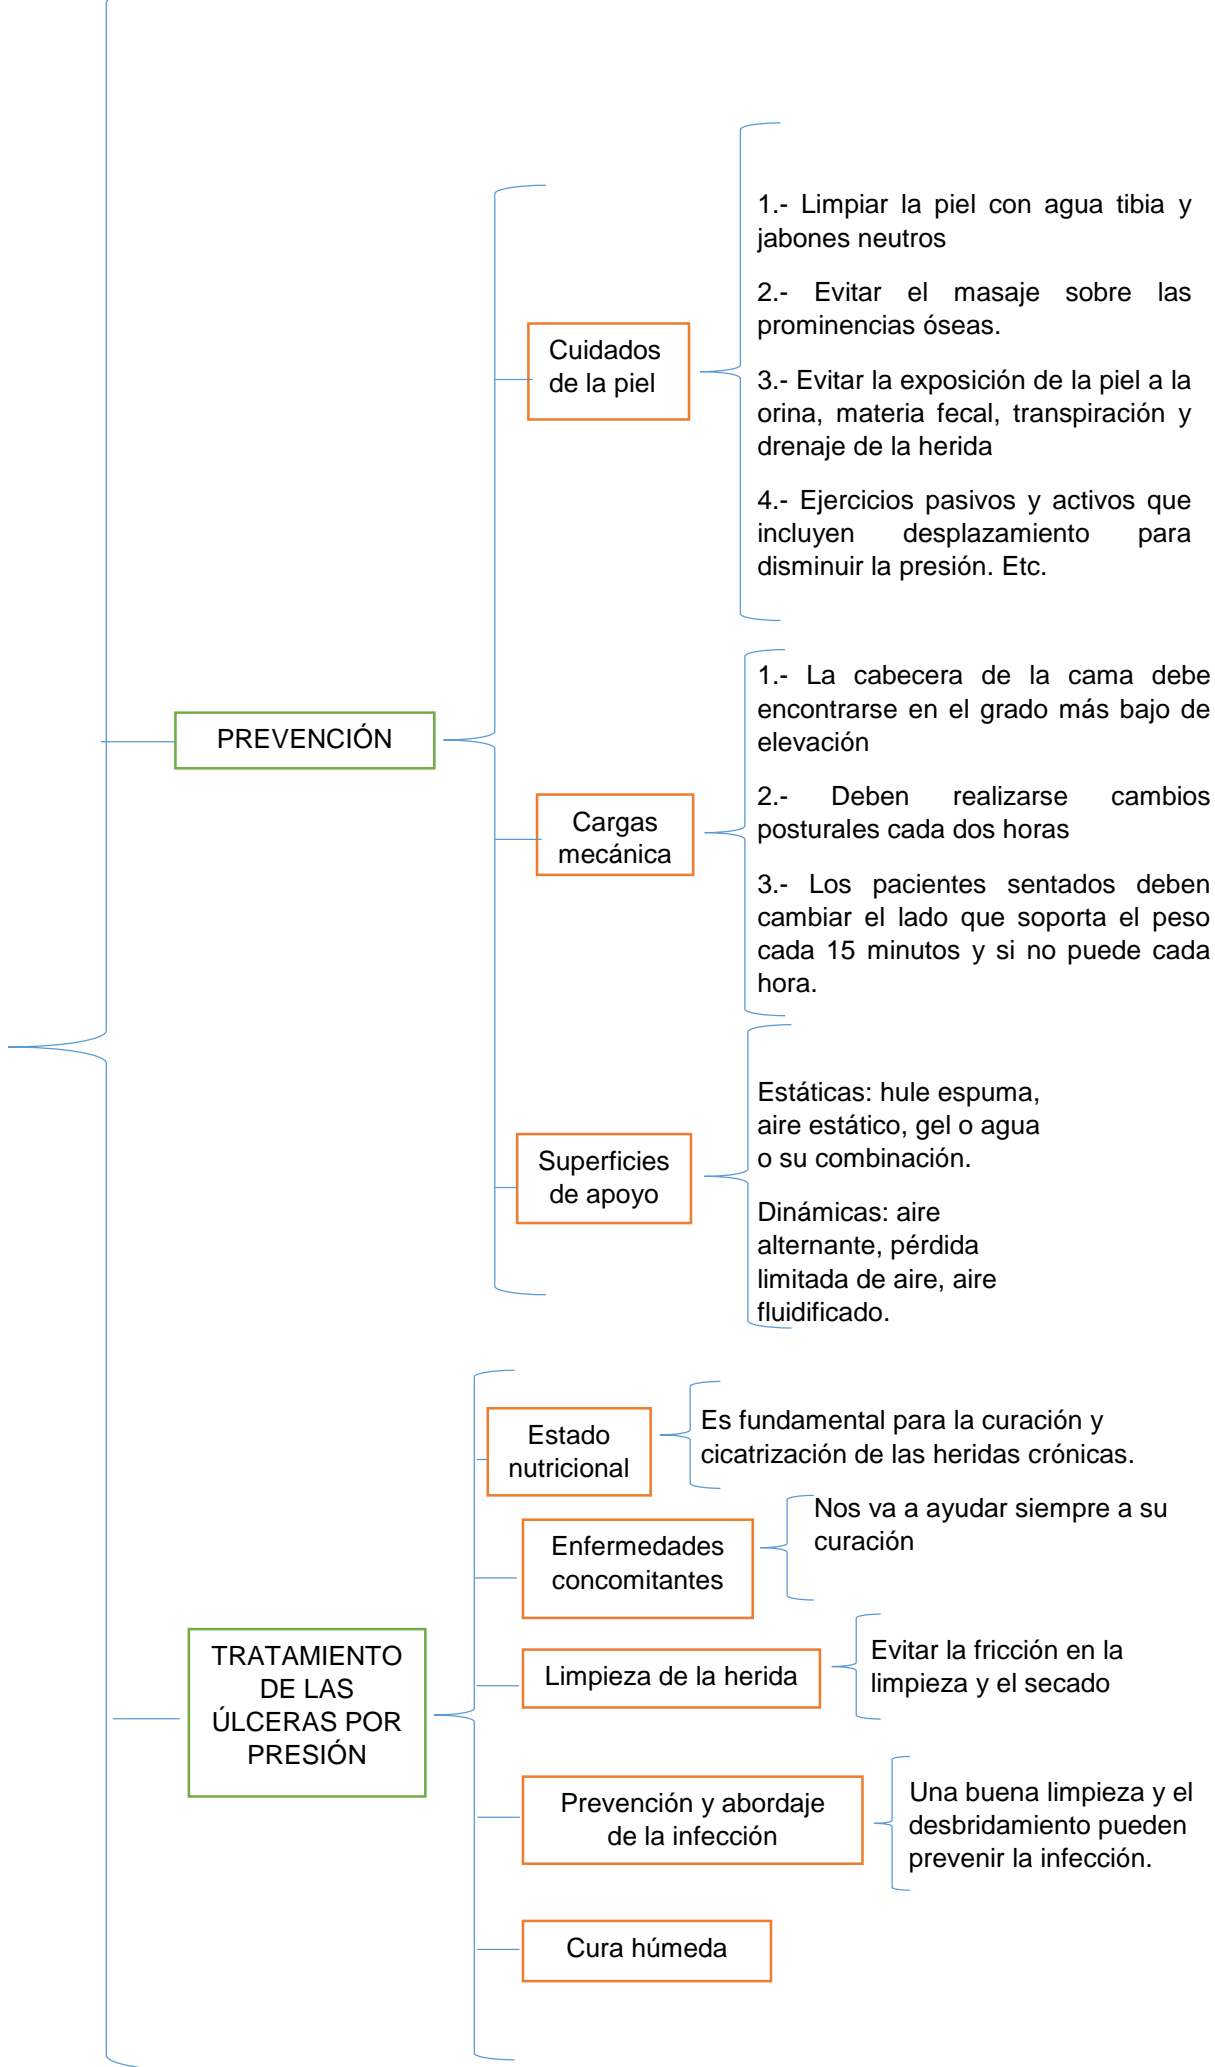 PREVENCIÓN
Cuidados
de la piel
1.- Limpiar la piel con agua tibia y
jabones neutros
2.- Evitar el masaje sobre las
prominencias óseas.
3.- Evitar la exposición de la piel a la
orina, materia fecal, transpiración y
drenaje de la herida
4.- Ejercicios pasivos y activos que
incluyen desplazamiento para
disminuir la presión. Etc.
Cargas
mecánica
1.- La cabecera de la cama debe
encontrarse en el grado más bajo de
elevación
2.- Deben realizarse cambios
posturales cada dos horas
3.- Los pacientes sentados deben
cambiar el lado que soporta el peso
cada 15 minutos y si no puede cada
hora.
Superficies
de apoyo
Estáticas: hule espuma,
aire estático, gel o agua
o su combinación.
Dinámicas: aire
alternante, pérdida
limitada de aire, aire
fluidificado.
TRATAMIENTO
DE LAS
ÚLCERAS POR
PRESIÓN
Estado
nutricional
Es fundamental para la curación y
cicatrización de las heridas crónicas.
Enfermedades
concomitantes
Nos va a ayudar siempre a su
curación
Limpieza de la herida
Evitar la fricción en la
limpieza y el secado
Prevención y abordaje
de la infección
Una buena limpieza y el
desbridamiento pueden
prevenir la infección.
Cura húmeda